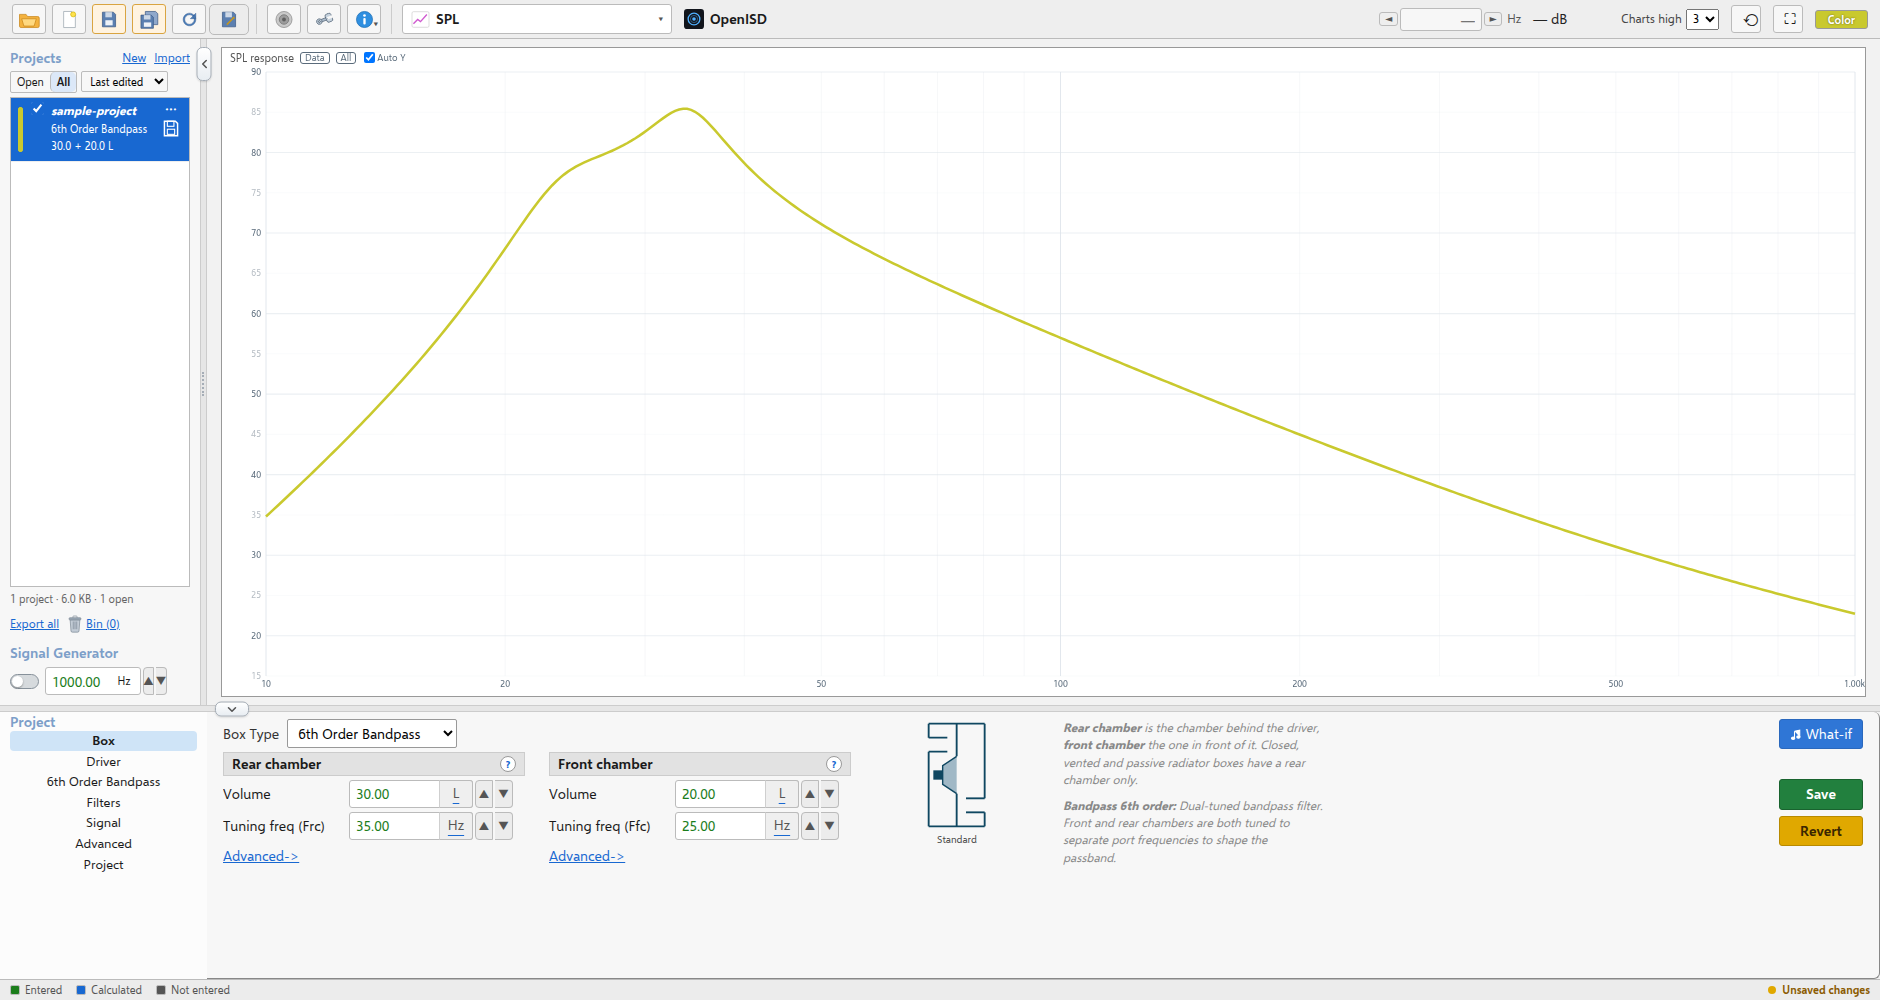 SPL
OpenISD
—
Hz
— dB
Charts high
3
Color
Projects
New
Import
Open
All
Last edited
sample-project
6th Order Bandpass
30.0 + 20.0 L
1 project · 6.0 KB · 1 open
Export all
Bin (0)
Signal Generator
1000.00
Hz
SPL response
Data
All
Auto Y
90
85
80
75
70
65
60
55
50
45
40
35
30
25
20
15
10
20
50
100
200
500
1.00k
Project
Box
Driver
6th Order Bandpass
Filters
Signal
Advanced
Project
Box Type
6th Order Bandpass
Rear chamber
?
Volume
30.00
L
Tuning freq (Frc)
35.00
Hz
Advanced->
Front chamber
?
Volume
20.00
L
Tuning freq (Ffc)
25.00
Hz
Advanced->
Standard
Rear chamber is the chamber behind the driver,
front chamber the one in front of it. Closed,
vented and passive radiator boxes have a rear
chamber only.
Bandpass 6th order: Dual-tuned bandpass filter.
Front and rear chambers are both tuned to
separate port frequencies to shape the
passband.
What-if
Save
Revert
Entered
Calculated
Not entered
Unsaved changes